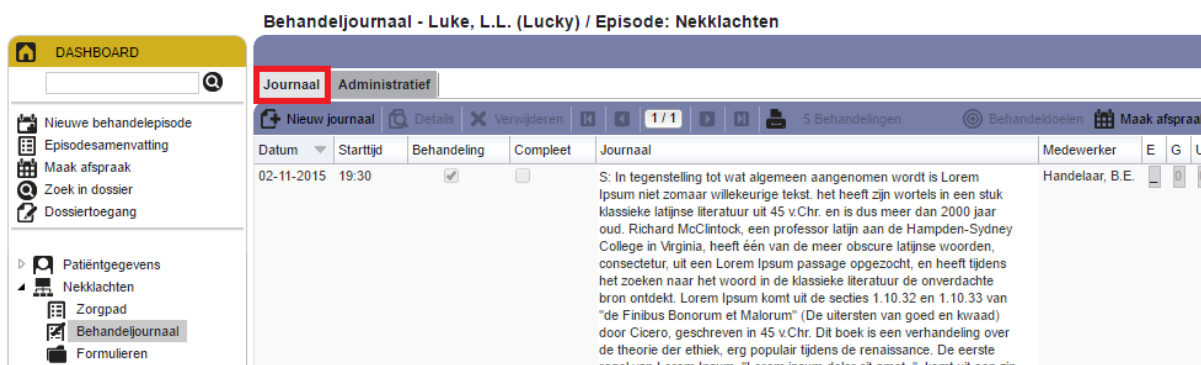 Behandeljournaal - Luke, L.L. (Lucky) / Episode: Nekklachten
DASHBOARD
Journaal Administratief
Nieuw journaal Details Verwijderen 1/1 5 Behandelingen Behandeldoelen Maak afspraa
Nieuwe behandelepisode
Episodesamenvatting
Maak afspraak
Zoek in dossier
Dossiertoegang
Patiëntgegevens
Nekklachten
Zorgpad
Behandeljournaal
Formulieren
Datum Starttijd Behandeling Compleet Journaal Medewerker E G U
02-11-2015 19:30 Handelaar, B.E. _ 0
S: In tegenstelling tot wat algemeen aangenomen wordt is Lorem
Ipsum niet zomaar willekeurige tekst. het heeft zijn wortels in een stuk
klassieke latijnse literatuur uit 45 v.Chr. en is dus meer dan 2000 jaar
oud. Richard McClintock, een professor latijn aan de Hampden-Sydney
College in Virginia, heeft één van de meer obscure latijnse woorden,
consectetur, uit een Lorem Ipsum passage opgezocht, en heeft tijdens
het zoeken naar het woord in de klassieke literatuur de onverdachte
bron ontdekt. Lorem Ipsum komt uit de secties 1.10.32 en 1.10.33 van
"de Finibus Bonorum et Malorum" (De uitersten van goed en kwaad)
door Cicero, geschreven in 45 v.Chr. Dit boek is een verhandeling over
de theorie der ethiek, erg populair tijdens de renaissance. De eerste